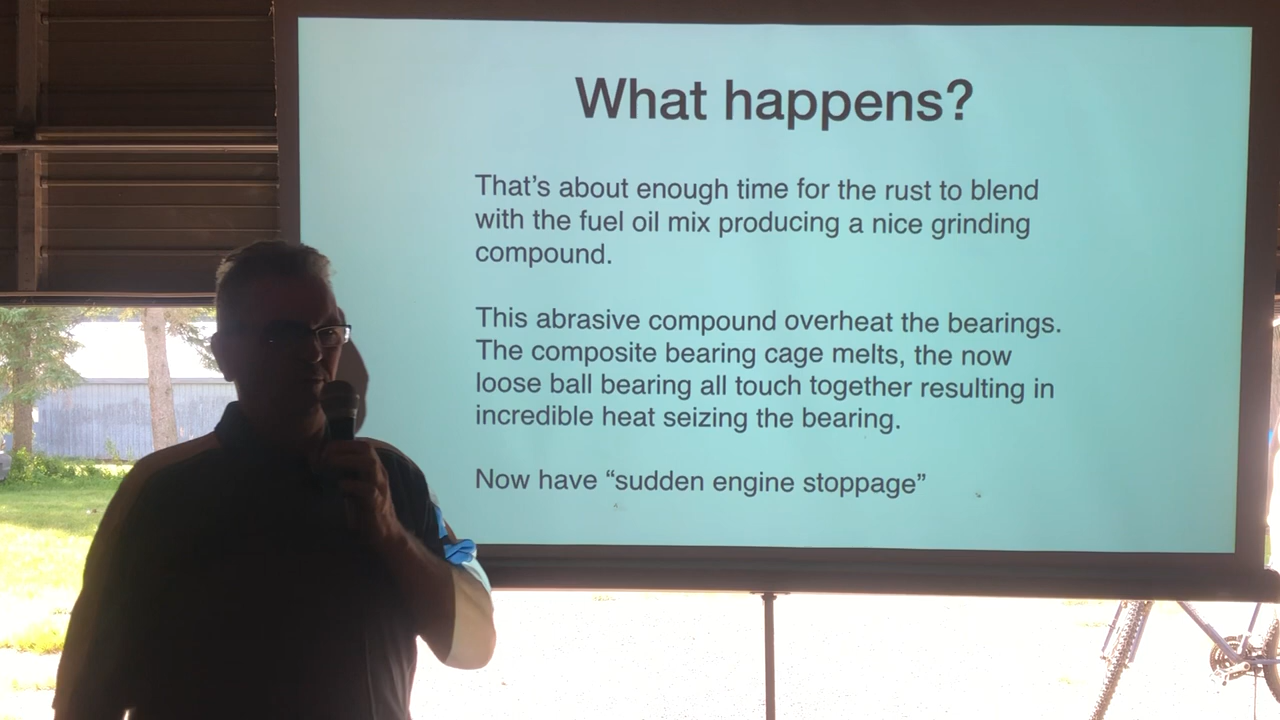 What happens?
That’s about enough time for the rust to blend
with the fuel oil mix producing a nice grinding
compound.
This abrasive compound overheat the bearings.
The composite bearing cage melts, the now
loose ball bearing all touch together resulting in
incredible heat seizing the bearing.
Now have “sudden engine stoppage”